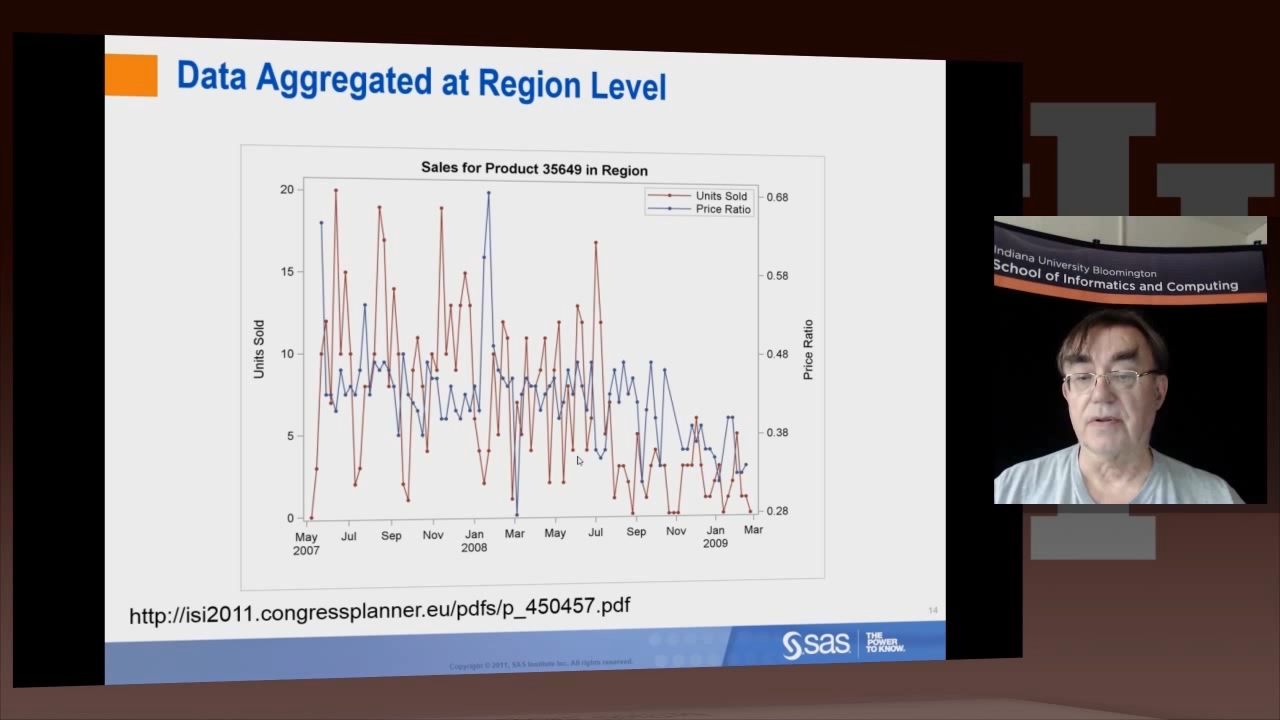 Data Aggregated at Region Level
Sales for Product 35649 in Region
Units Sold
Price Ratio
20
15
10
5
0
Units Sold
0.68
0.58
0.48
0.38
0.28
Price Ratio
May Jul Sep Nov Jan Mar May Jul Sep Nov Jan Mar
2007 2008 2009
http://isi2011.congressplanner.eu/pdfs/p_450457.pdf
14
Copyright © 2011, SAS Institute Inc. All rights reserved.
sas
THE
POWER
TO KNOW.
Indiana University Bloomington
School of Informatics and Computing